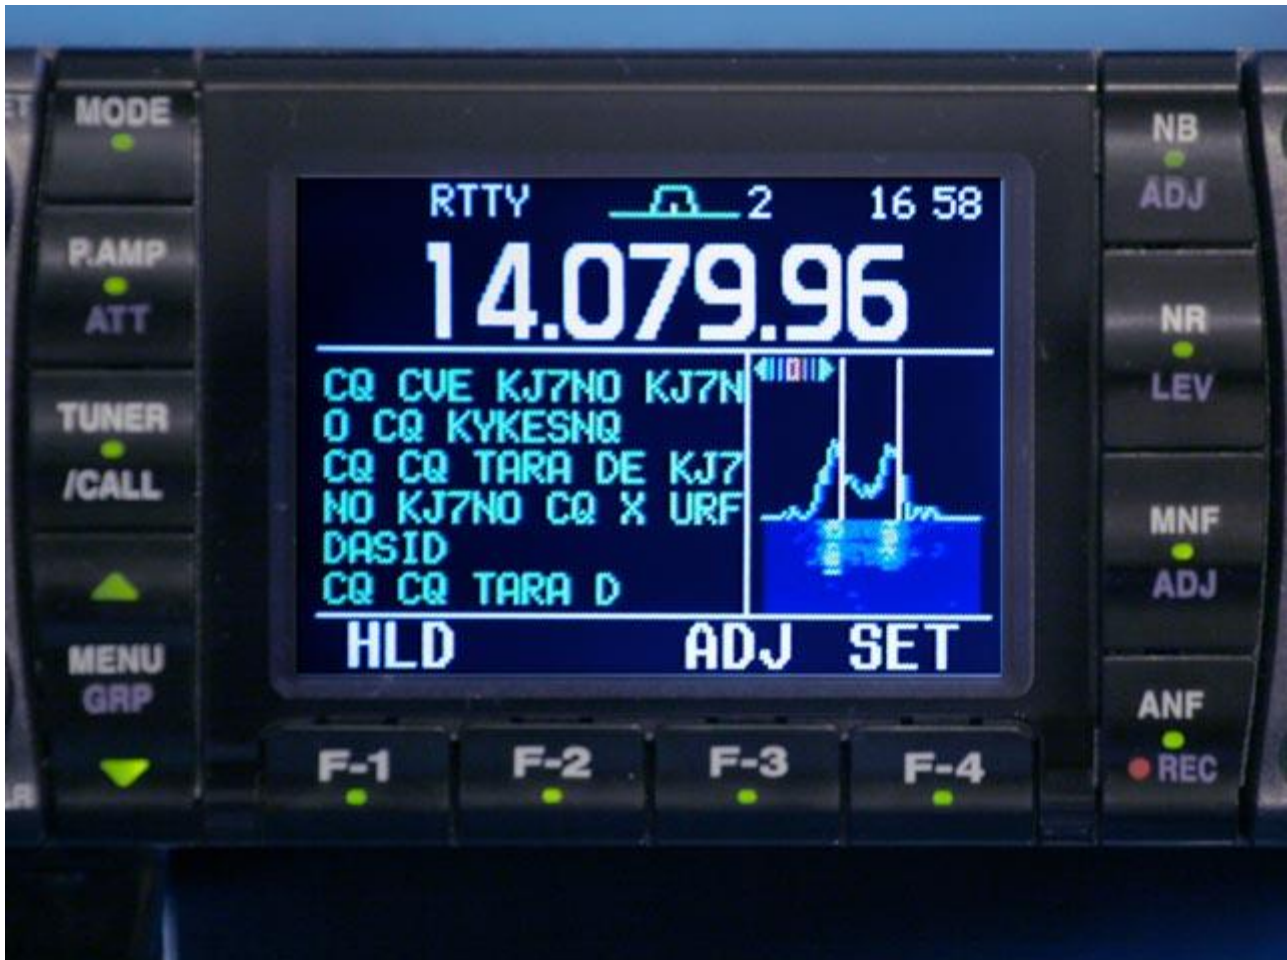 MODE
P.AMP
ATT
TUNER
/CALL
MENU
GRP
RTTY 2 16 58
14.079.96
CQ CVE KJ7NO KJ7N
O CQ KYKESNQ
CQ CQ TARA DE KJ7
NO KJ7NO CQ X URF
DASID
CQ CQ TARA D
HLD ADJ SET
F-1 F-2 F-3 F-4
NB
ADJ
NR
LEV
MNF
ADJ
ANF
REC